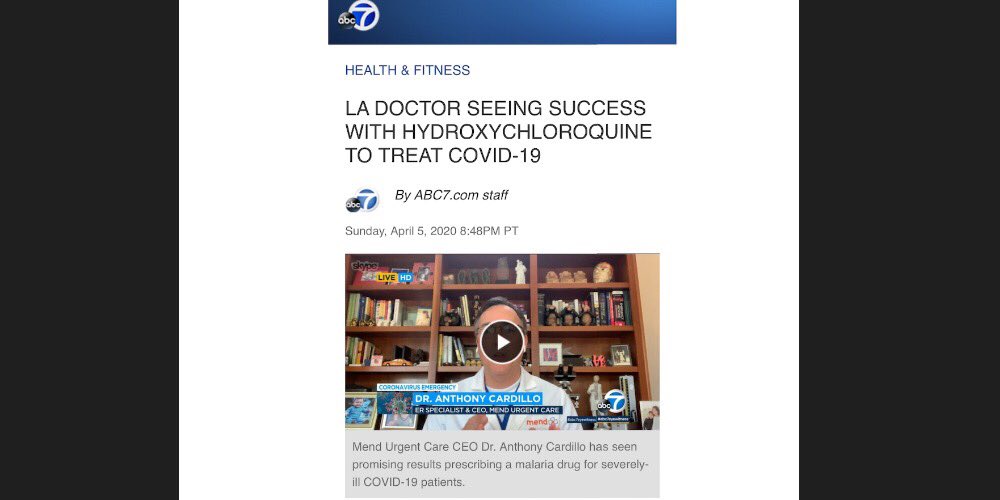 abc 7
HEALTH & FITNESS
LA DOCTOR SEEING SUCCESS
WITH HYDROXYCHLOROQUINE
TO TREAT COVID-19
abc 7
By ABC7.com staff
Sunday, April 5, 2020 8:48PM PT
skype
LIVE HD
CORONAVIRUS EMERGENCY
DR. ANTHONY CARDILLO
ER SPECIALIST & CEO, MEND URGENT CARE
abc 7
mend
Mend Urgent Care CEO Dr. Anthony Cardillo has seen
promising results prescribing a malaria drug for severely-
ill COVID-19 patients.